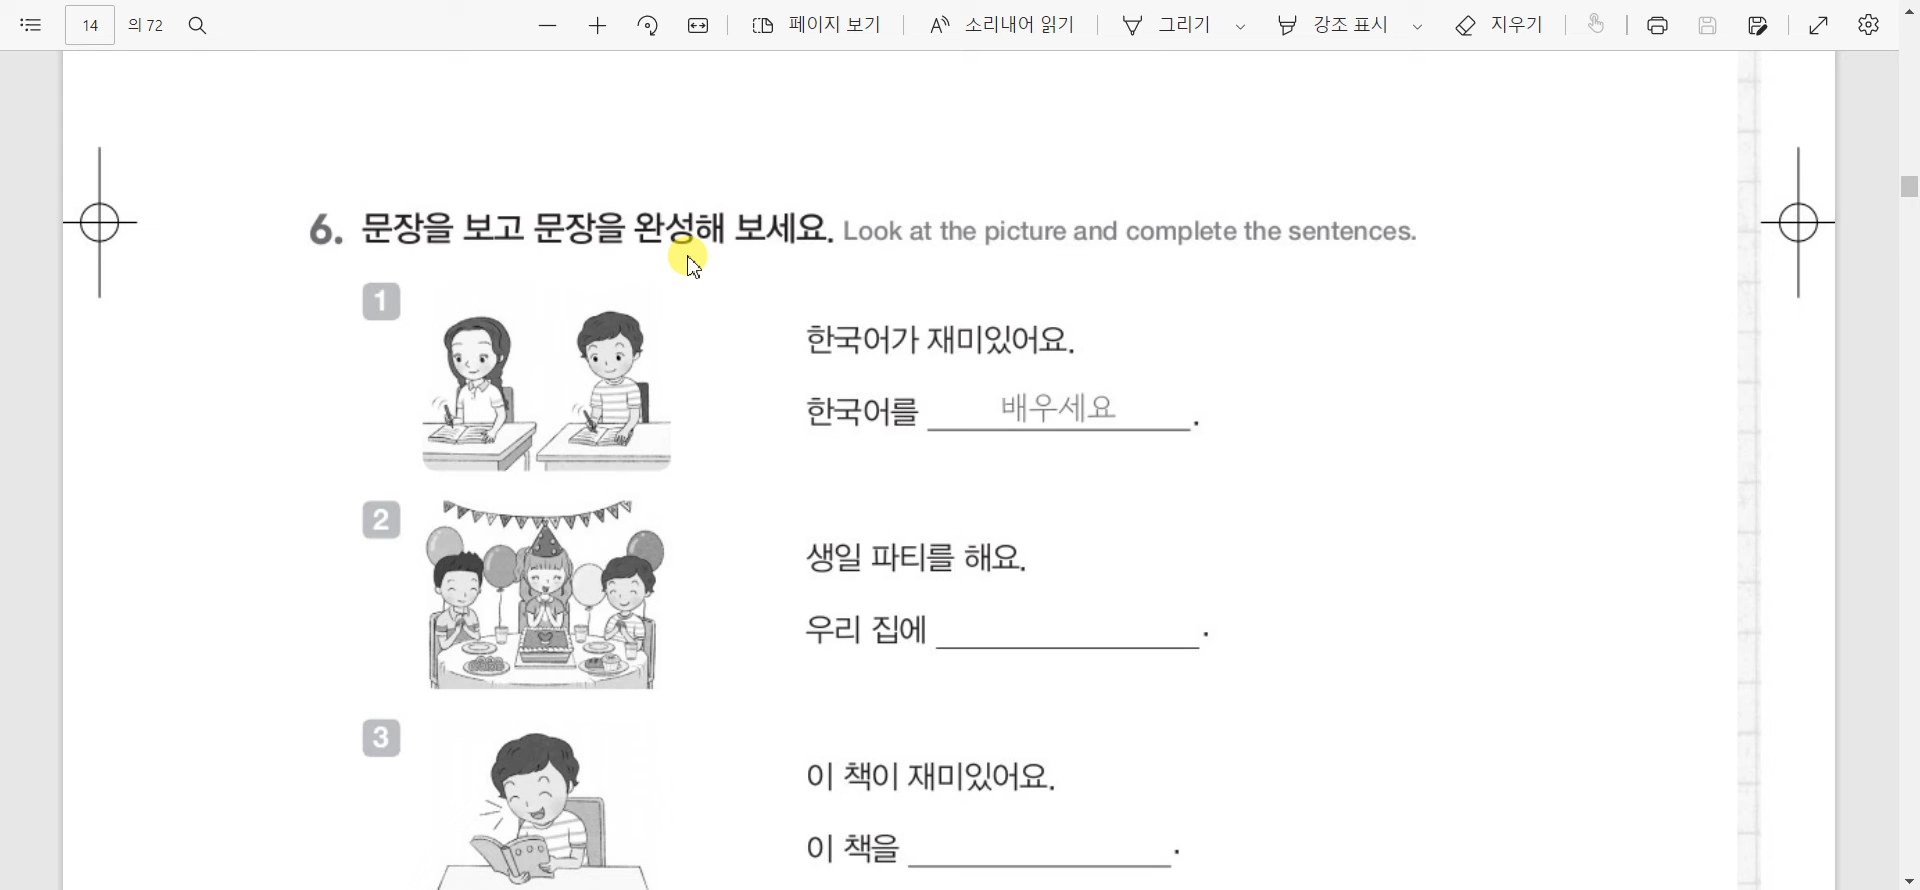 14 의 72 페이지 보기 소리내어 읽기 그리기 강조 표시 지우기
6. 문장을 보고 문장을 완성해 보세요. Look at the picture and complete the sentences.
1
한국어가 재미있어요.
한국어를 배우세요.
2
생일 파티를 해요.
우리 집에 .
3
이 책이 재미있어요.
이 책을 .